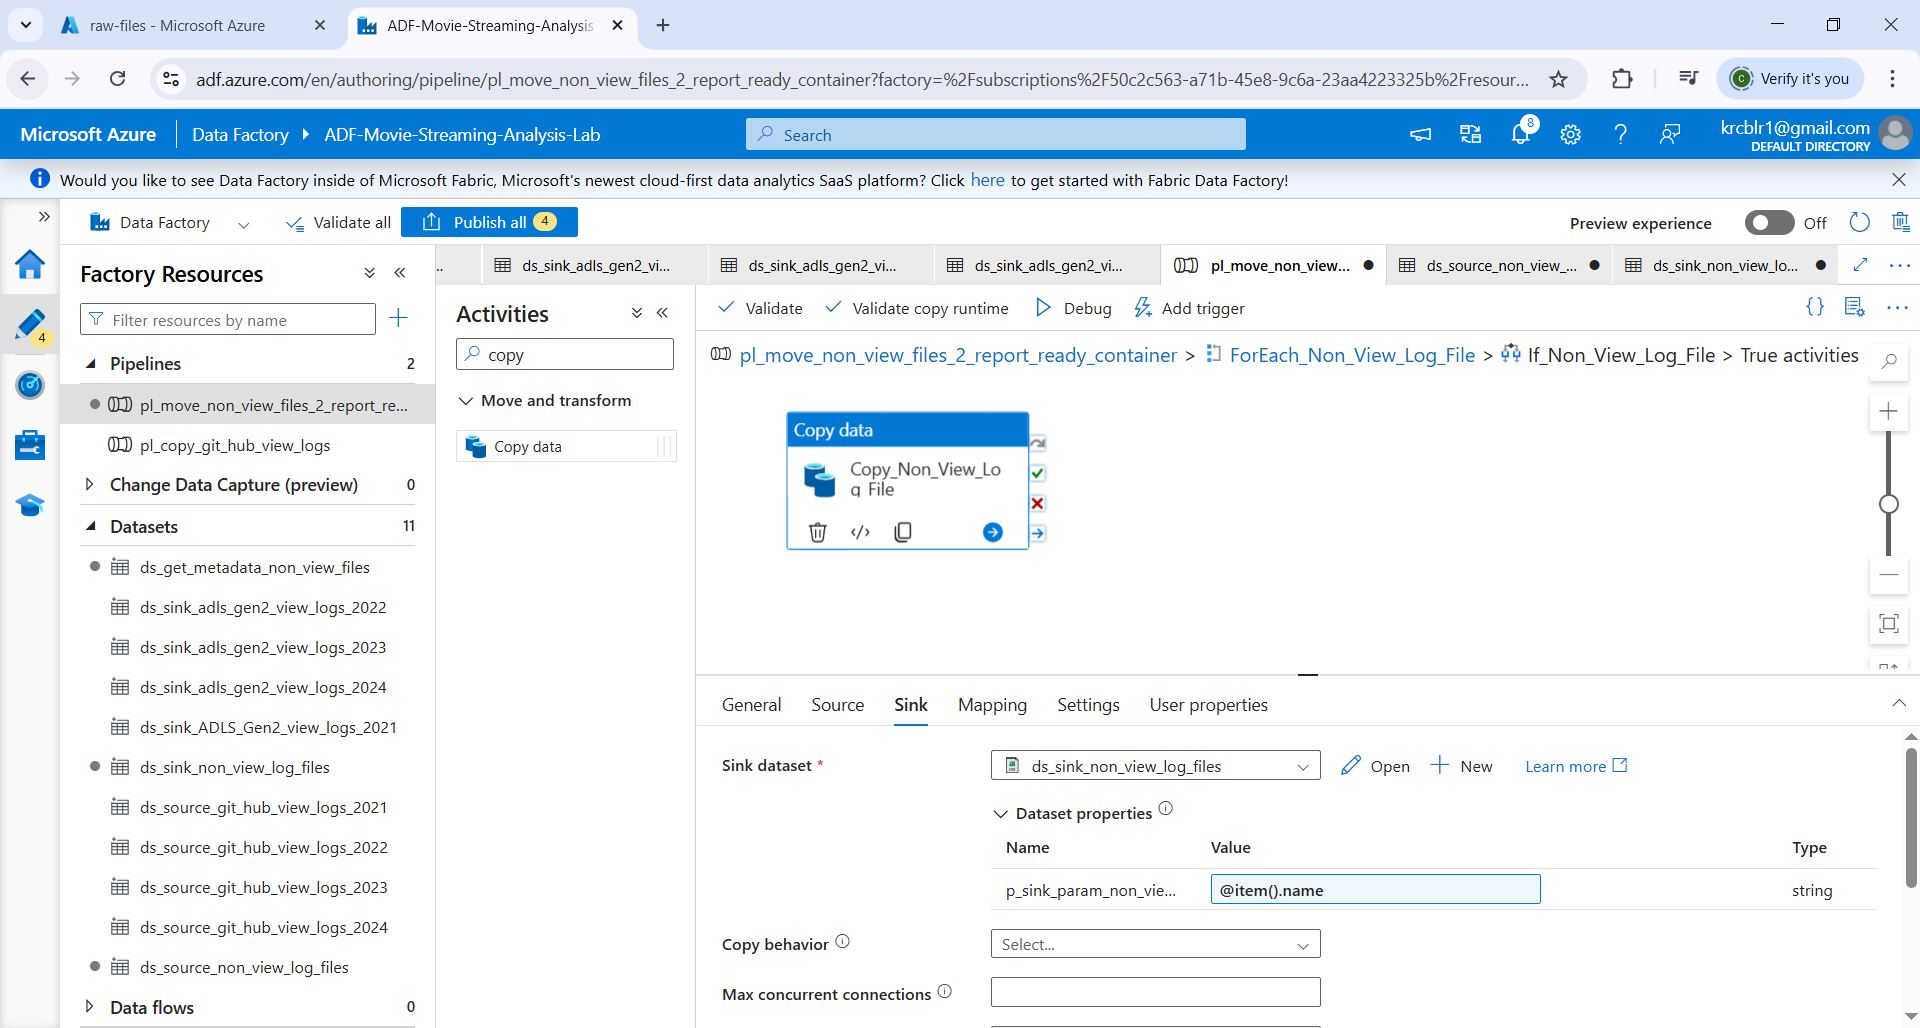 raw-files - Microsoft Azure
ADF-Movie-Streaming-Analysis
adf.azure.com/en/authoring/pipeline/pl_move_non_view_files_2_report_ready_container?factory=%2Fsubscriptions%2F50c2c563-a71b-45e8-9c6a-23aa4223325b%2Fresour...
C
Verify it's you
Microsoft Azure
Data Factory
ADF-Movie-Streaming-Analysis-Lab
Search
8
krcblr1@gmail.com
DEFAULT DIRECTORY
Would you like to see Data Factory inside of Microsoft Fabric, Microsoft's newest cloud-first data analytics SaaS platform? Click here to get started with Fabric Data Factory!
Data Factory
Validate all
Publish all 4
Preview experience
Off
4
Factory Resources
Filter resources by name
Pipelines 2
pl_move_non_view_files_2_report_re...
pl_copy_git_hub_view_logs
Change Data Capture (preview) 0
Datasets 11
ds_get_metadata_non_view_files
ds_sink_adls_gen2_view_logs_2022
ds_sink_adls_gen2_view_logs_2023
ds_sink_adls_gen2_view_logs_2024
ds_sink_ADLS_Gen2_view_logs_2021
ds_sink_non_view_log_files
ds_source_git_hub_view_logs_2021
ds_source_git_hub_view_logs_2022
ds_source_git_hub_view_logs_2023
ds_source_git_hub_view_logs_2024
ds_source_non_view_log_files
Data flows 0
..
ds_sink_adls_gen2_vi...
ds_sink_adls_gen2_vi...
ds_sink_adls_gen2_vi...
pl_move_non_view...
ds_source_non_view_...
ds_sink_non_view_lo...
Activities
copy
Move and transform
Copy data
Validate
Validate copy runtime
Debug
Add trigger
pl_move_non_view_files_2_report_ready_container > ForEach_Non_View_Log_File > If_Non_View_Log_File > True activities
Copy data
Copy_Non_View_Lo
g_File
General
Source
Sink
Mapping
Settings
User properties
Sink dataset *
ds_sink_non_view_log_files
Open
New
Learn more
Dataset properties
Name Value Type
p_sink_param_non_vie... @item().name string
Copy behavior
Select...
Max concurrent connections